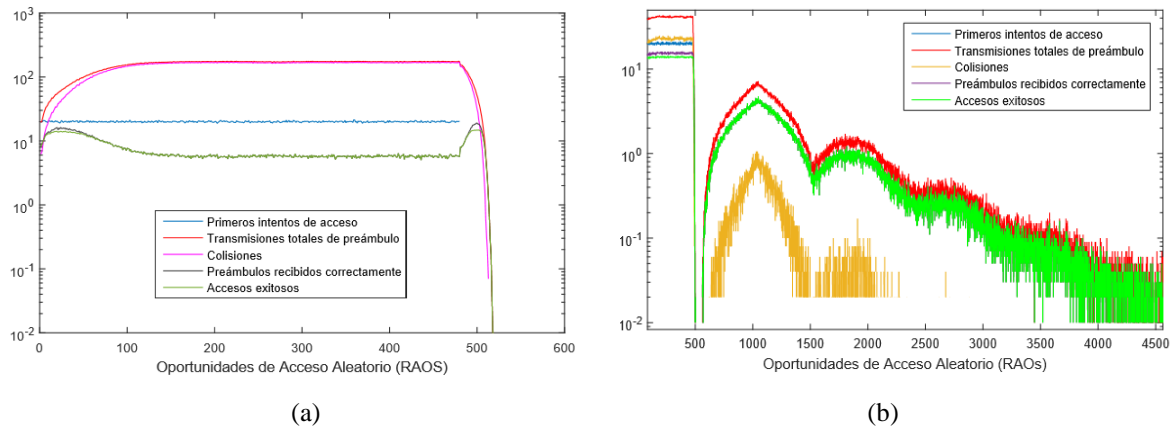 10^3
10^2
10^1
10^0
10^-1
10^-2
0 100 200 300 400 500 600
Primeros intentos de acceso
Transmisiones totales de preámbulo
Colisiones
Preámbulos recibidos correctamente
Accesos exitosos
Oportunidades de Acceso Aleatorio (RAOS)
(a)
10^1
10^0
10^-1
10^-2
500 1000 1500 2000 2500 3000 3500 4000 4500
Primeros intentos de acceso
Transmisiones totales de preámbulo
Colisiones
Preámbulos recibidos correctamente
Accesos exitosos
Oportunidades de Acceso Aleatorio (RAOs)
(b)